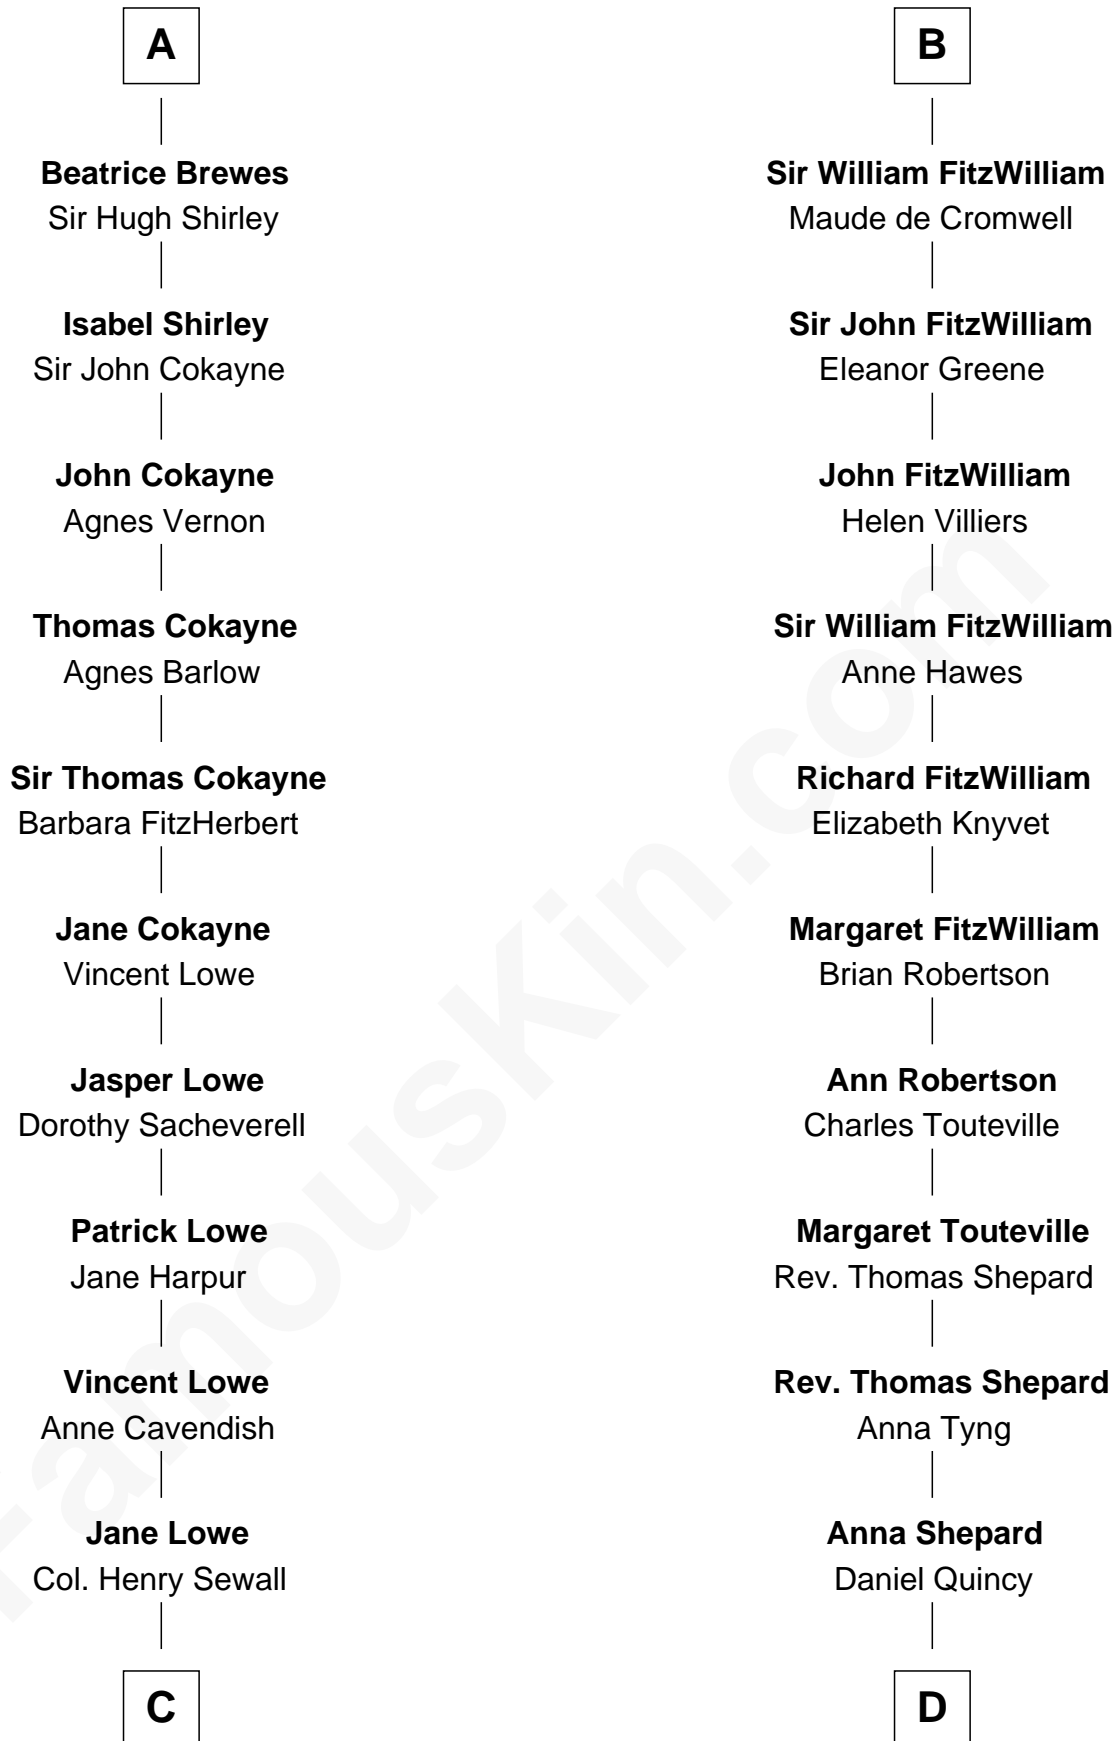 A
Beatrice Brewes
Sir Hugh Shirley
Isabel Shirley
Sir John Cokayne
John Cokayne
Agnes Vernon
Thomas Cokayne
Agnes Barlow
Sir Thomas Cokayne
Barbara FitzHerbert
Jane Cokayne
Vincent Lowe
Jasper Lowe
Dorothy Sacheverell
Patrick Lowe
Jane Harpur
Vincent Lowe
Anne Cavendish
Jane Lowe
Col. Henry Sewall
C
B
Sir William FitzWilliam
Maude de Cromwell
Sir John FitzWilliam
Eleanor Greene
John FitzWilliam
Helen Villiers
Sir William FitzWilliam
Anne Hawes
Richard FitzWilliam
Elizabeth Knyvet
Margaret FitzWilliam
Brian Robertson
Ann Robertson
Charles Touteville
Margaret Touteville
Rev. Thomas Shepard
Rev. Thomas Shepard
Anna Tyng
Anna Shepard
Daniel Quincy
D
FamousKin.com